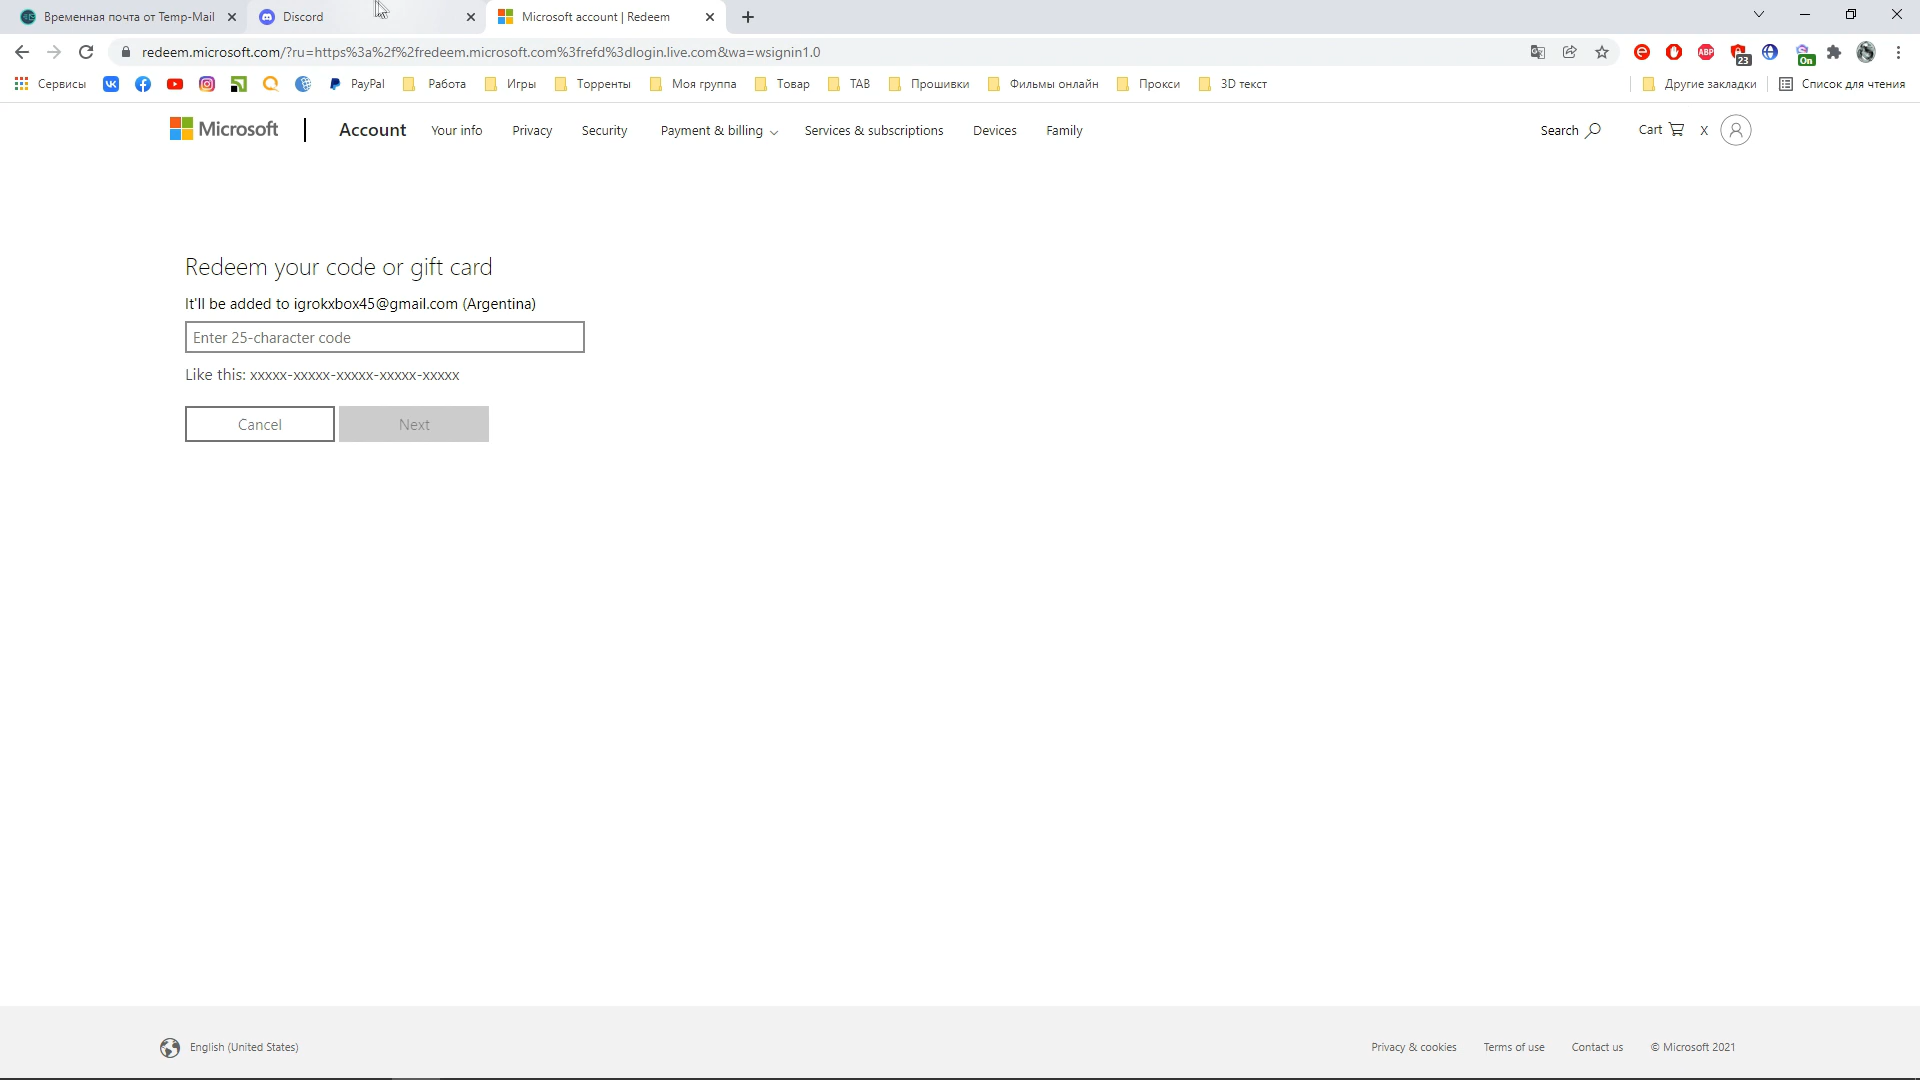 Временная почта от Temp-Mail
Discord
Microsoft account | Redeem
redeem.microsoft.com/?ru=https%3a%2f%2fredeem.microsoft.com%3frefd%3dlogin.live.com&wa=wsignin1.0
ABP
23
On
Сервисы
PayPal
Работа
Игры
Торренты
Моя группа
Товар
TAB
Прошивки
Фильмы онлайн
Прокси
3D текст
Другие закладки
Список для чтения
Microsoft
Account
Your info
Privacy
Security
Payment & billing
Services & subscriptions
Devices
Family
Search
Cart
X
Redeem your code or gift card
It'll be added to igrokxbox45@gmail.com (Argentina)
Enter 25-character code
Like this: xxxxx-xxxxx-xxxxx-xxxxx-xxxxx
Cancel
Next
English (United States)
Privacy & cookies
Terms of use
Contact us
© Microsoft 2021